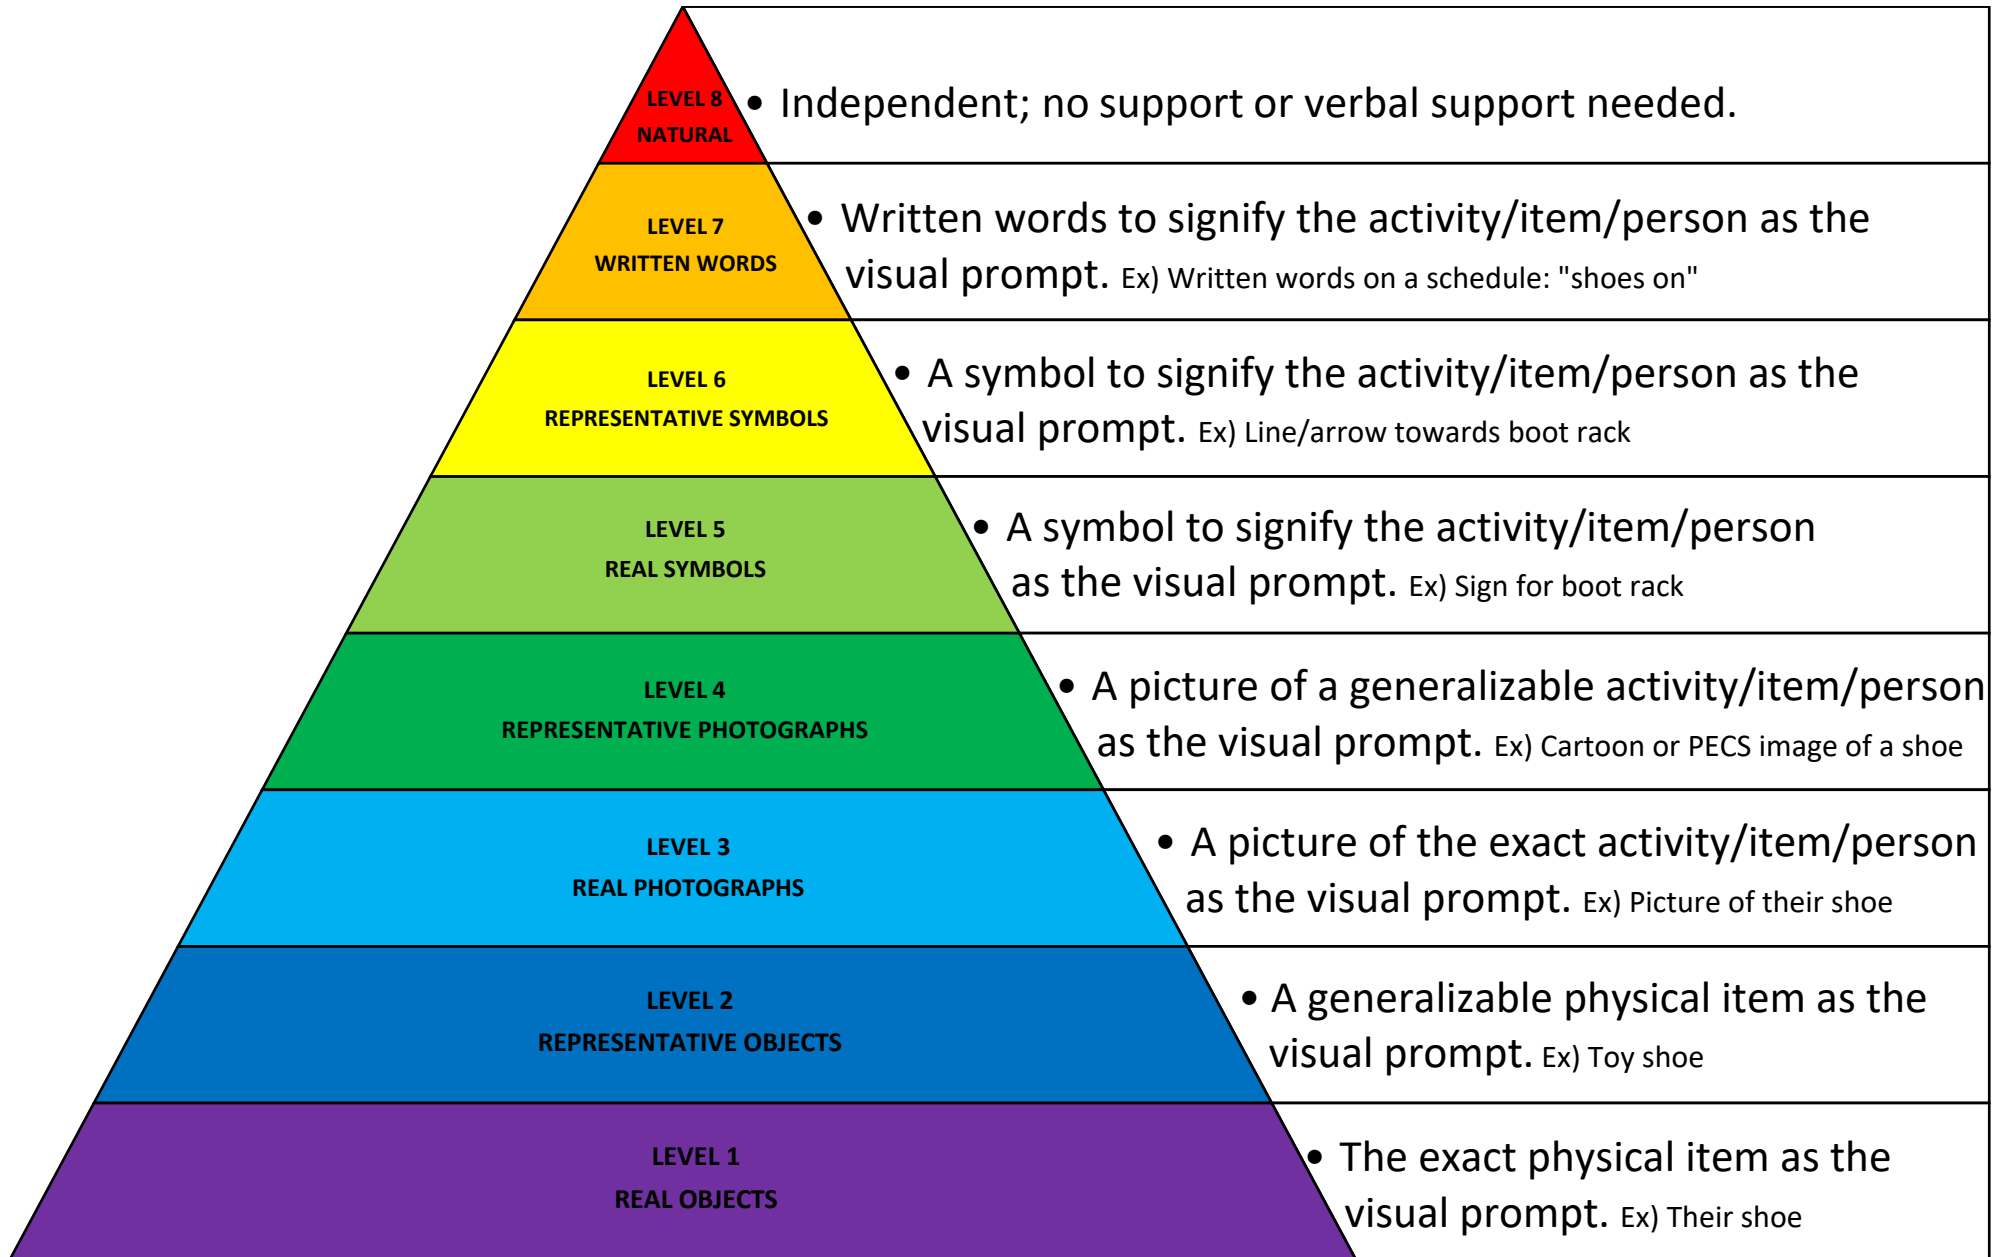 LEVEL 8
NATURAL
• Independent; no support or verbal support needed.
LEVEL 7
WRITTEN WORDS
• Written words to signify the activity/item/person as the
visual prompt. Ex) Written words on a schedule: "shoes on"
LEVEL 6
REPRESENTATIVE SYMBOLS
• A symbol to signify the activity/item/person as the
visual prompt. Ex) Line/arrow towards boot rack
LEVEL 5
REAL SYMBOLS
• A symbol to signify the activity/item/person
as the visual prompt. Ex) Sign for boot rack
LEVEL 4
REPRESENTATIVE PHOTOGRAPHS
• A picture of a generalizable activity/item/person
as the visual prompt. Ex) Cartoon or PECS image of a shoe
LEVEL 3
REAL PHOTOGRAPHS
• A picture of the exact activity/item/person
as the visual prompt. Ex) Picture of their shoe
LEVEL 2
REPRESENTATIVE OBJECTS
• A generalizable physical item as the
visual prompt. Ex) Toy shoe
LEVEL 1
REAL OBJECTS
• The exact physical item as the
visual prompt. Ex) Their shoe